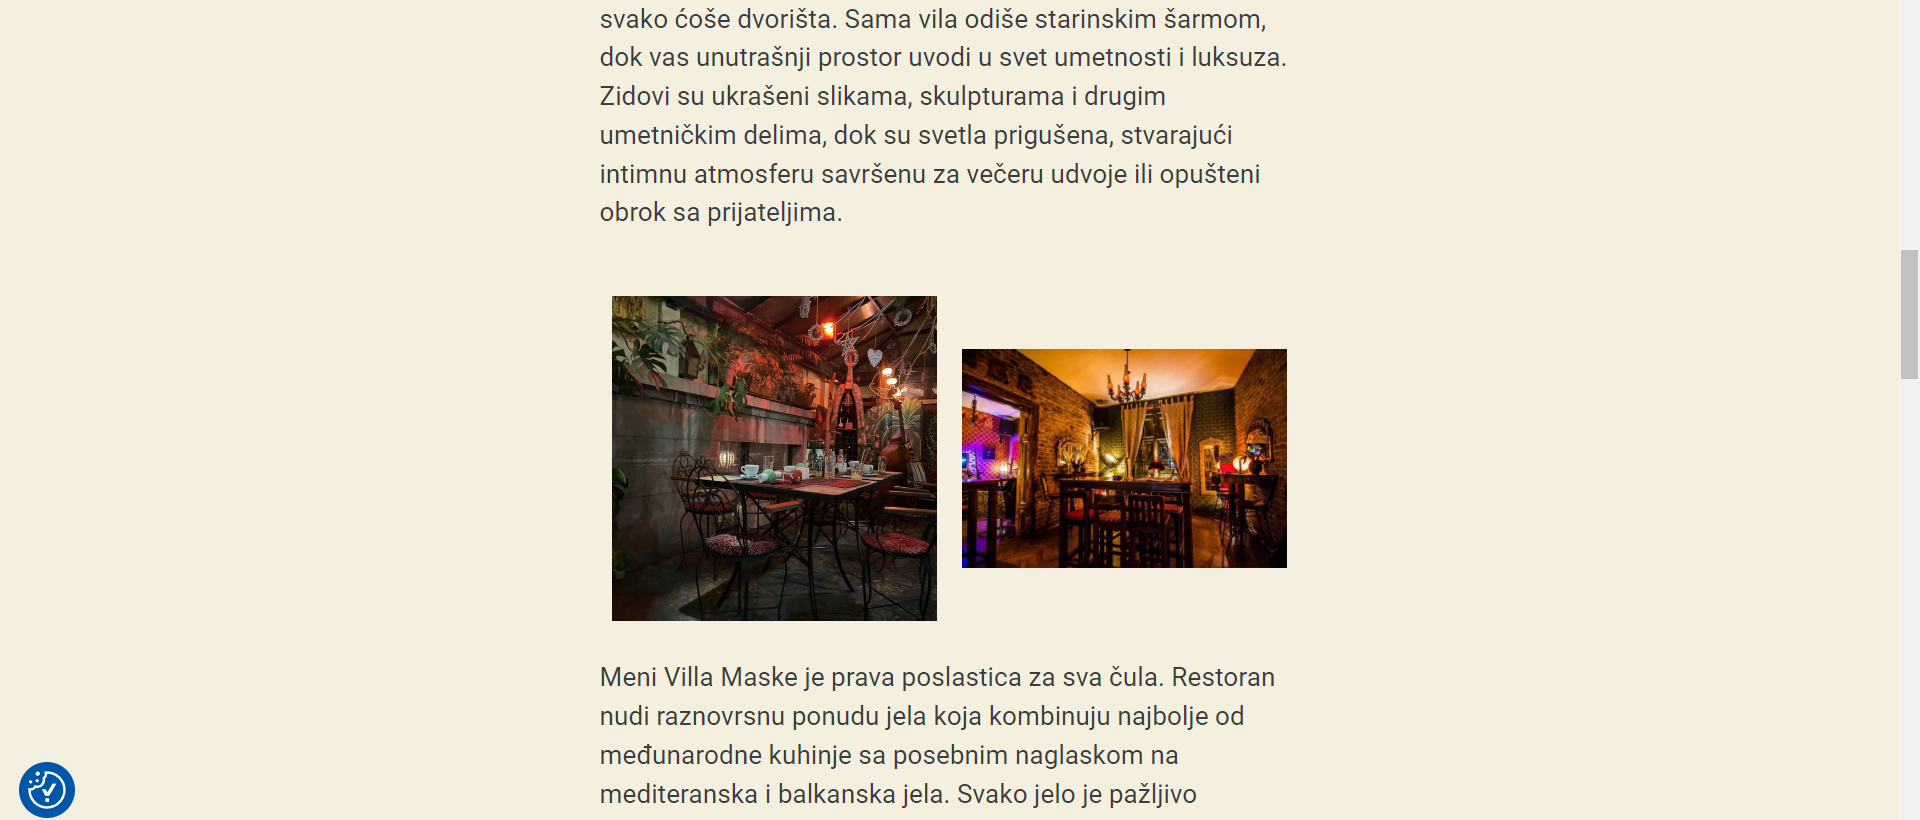 svako ćoše dvorišta. Sama vila odiše starinskim šarmom,
dok vas unutrašnji prostor uvodi u svet umetnosti i luksuza.
Zidovi su ukrašeni slikama, skulpturama i drugim
umetničkim delima, dok su svetla prigušena, stvarajući
intimnu atmosferu savršenu za večeru udvoje ili opušteni
obrok sa prijateljima.
Meni Villa Maske je prava poslastica za sva čula. Restoran
nudi raznovrsnu ponudu jela koja kombinuju najbolje od
međunarodne kuhinje sa posebnim naglaskom na
mediteranska i balkanska jela. Svako jelo je pažljivo